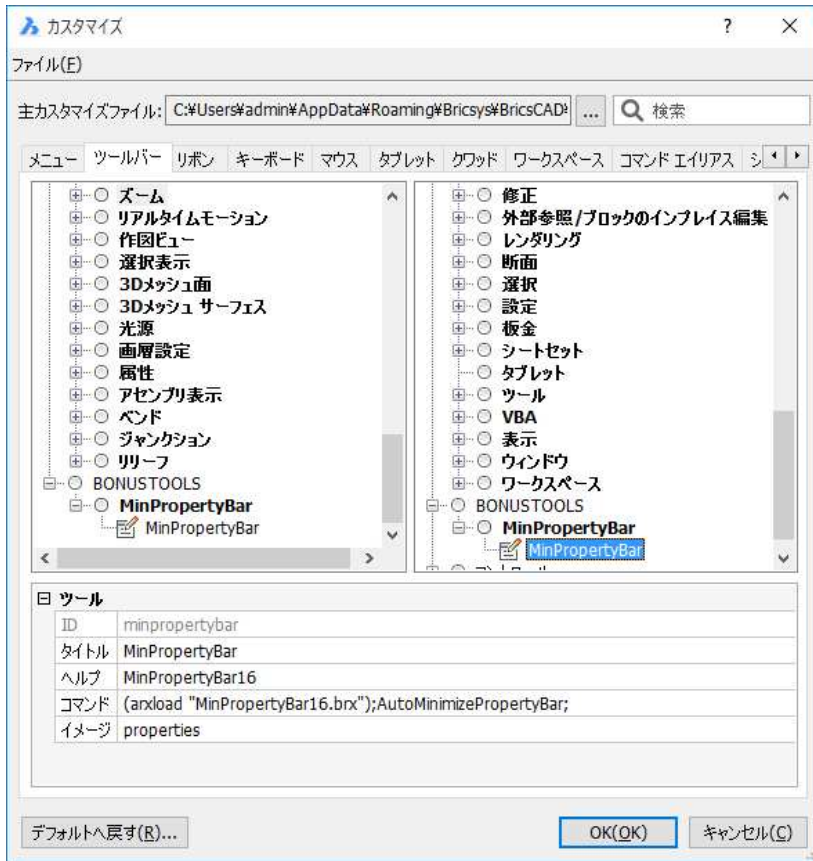 カスタマイズ
ファイル(F)
主カスタマイズファイル: C:¥Users¥admin¥AppData¥Roaming¥Bricsys¥BricsCAD¥ ... 検索
メニュー ツールバー リボン キーボード マウス タブレット クワッド ワークスペース コマンド エイリアス シ
ズーム
リアルタイムモーション
作図ビュー
選択表示
3Dメッシュ面
3Dメッシュ サーフェス
光源
画層設定
属性
アセンブリ表示
ベンド
ジャンクション
リリーフ
BONUSTOOLS
MinPropertyBar
MinPropertyBar
修正
外部参照/ブロックのインプレイス編集
レンダリング
断面
選択
設定
板金
シートセット
タブレット
ツール
VBA
表示
ウィンドウ
ワークスペース
BONUSTOOLS
MinPropertyBar
MinPropertyBar
ツール
ID minpropertybar
タイトル MinPropertyBar
ヘルプ MinPropertyBar16
コマンド (arxload "MinPropertyBar16.brx");AutoMinimizePropertyBar;
イメージ properties
デフォルトへ戻す(R)... OK(OK) キャンセル(C)